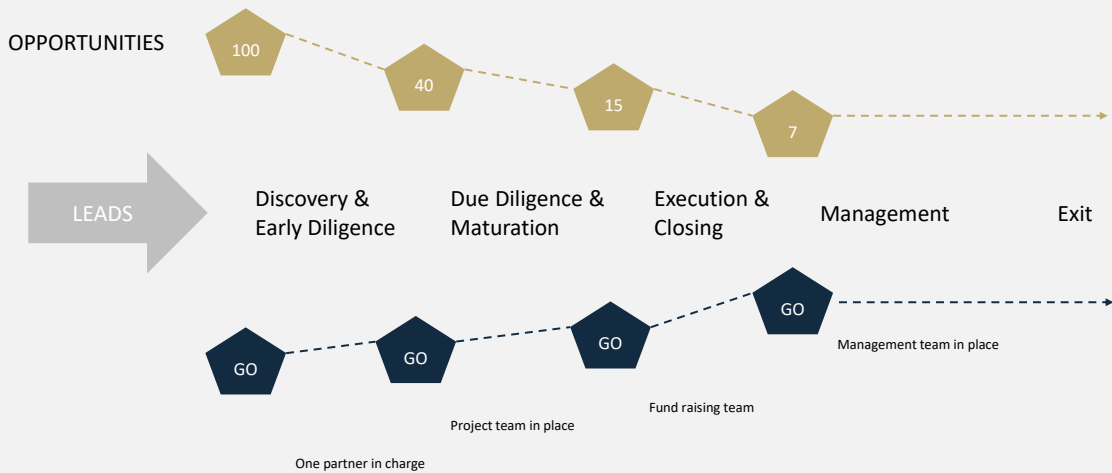 OPPORTUNITIES
100
40
15
7
LEADS
Discovery &
Early Diligence
Due Diligence &
Maturation
Execution &
Closing
Management
Exit
GO
GO
GO
GO
Management team in place
Fund raising team
Project team in place
One partner in charge